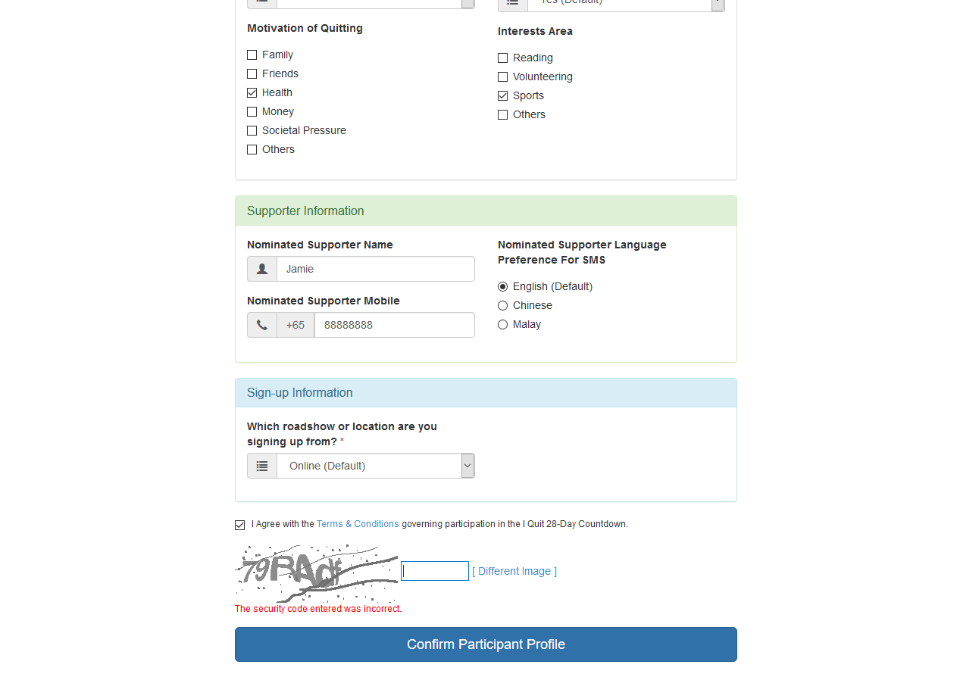 Yes (Default)
Motivation of Quitting
Family
Friends
Health
Money
Societal Pressure
Others
Interests Area
Reading
Volunteering
Sports
Others
Supporter Information
Nominated Supporter Name
Jamie
Nominated Supporter Mobile
+65 88888888
Nominated Supporter Language
Preference For SMS
English (Default)
Chinese
Malay
Sign-up Information
Which roadshow or location are you
signing up from? *
Online (Default)
I Agree with the Terms & Conditions governing participation in the I Quit 28-Day Countdown.
[ Different Image ]
The security code entered was incorrect.
Confirm Participant Profile